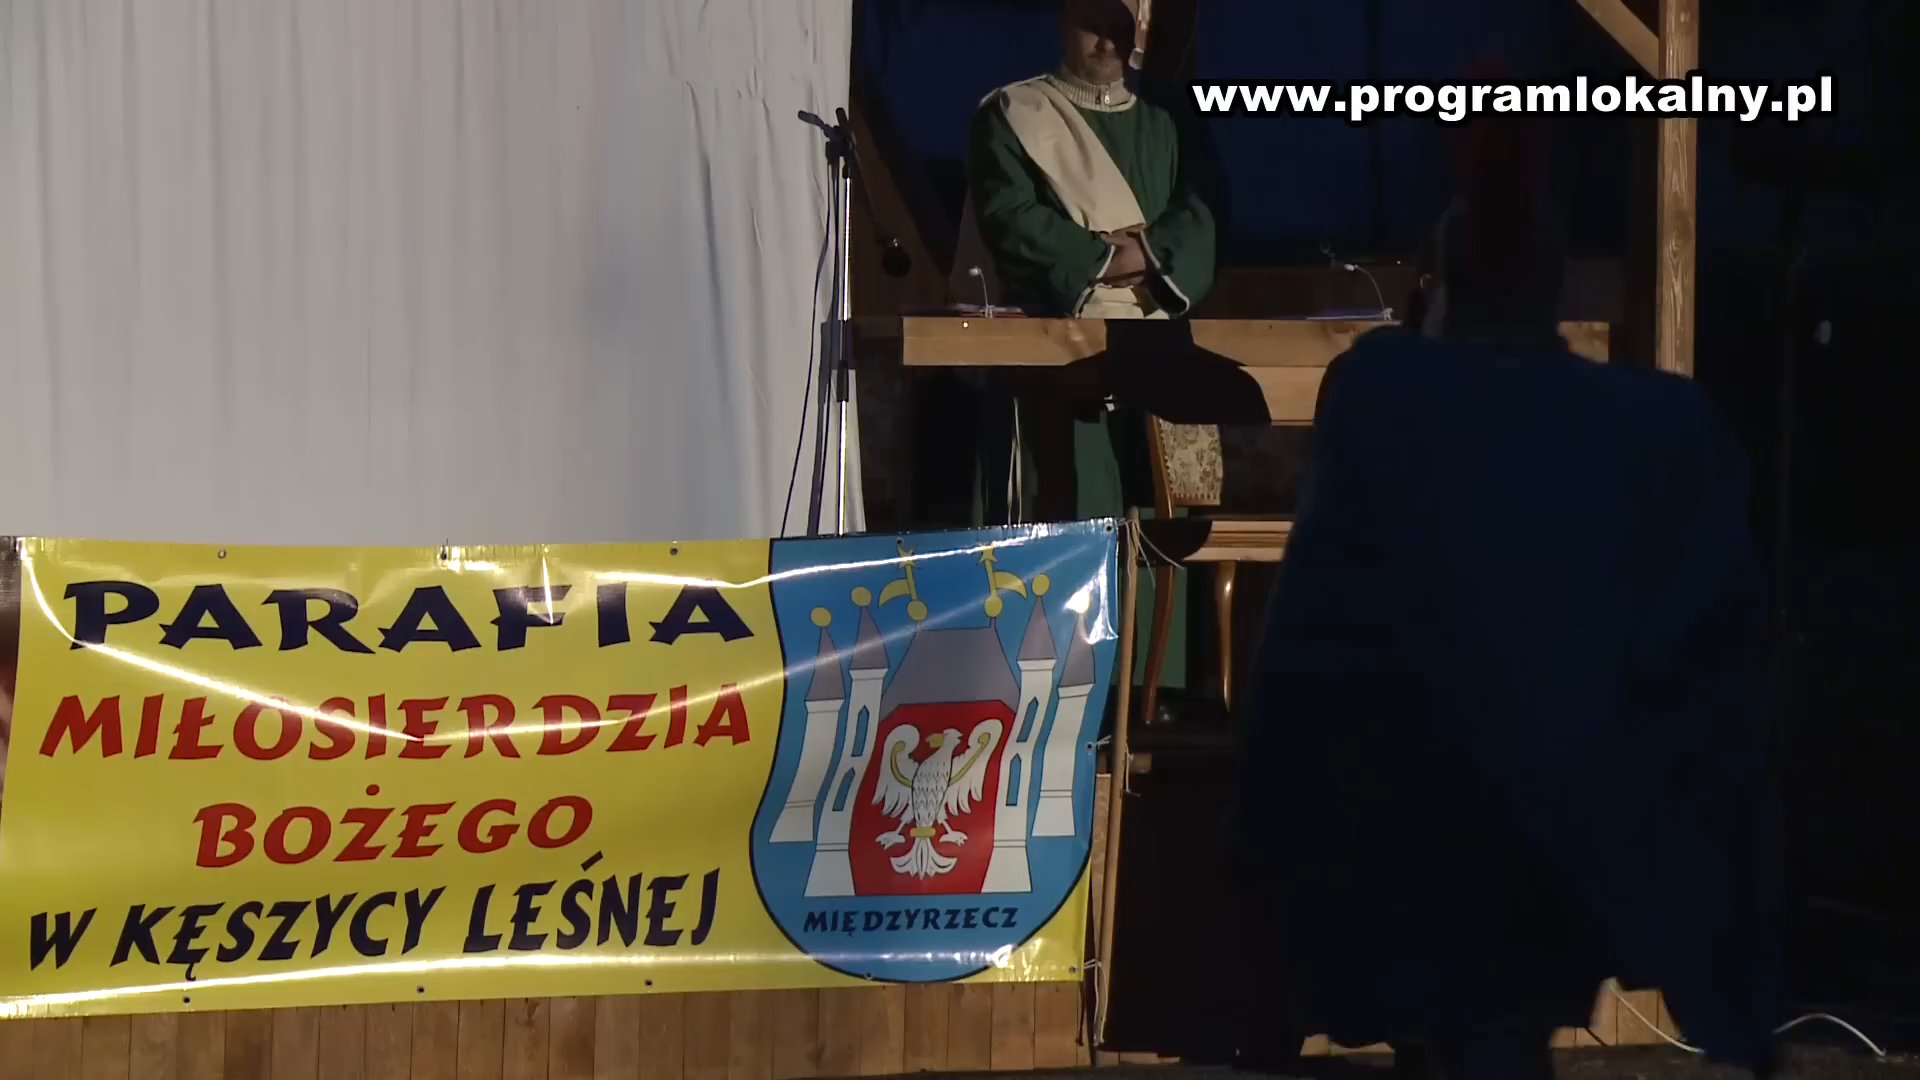 www.programlokalny.pl
PARAFIA
MIŁOSIERDZIA
BOŻEGO
W KĘSZYCY LEŚNEJ
MIĘDZYRZECZ